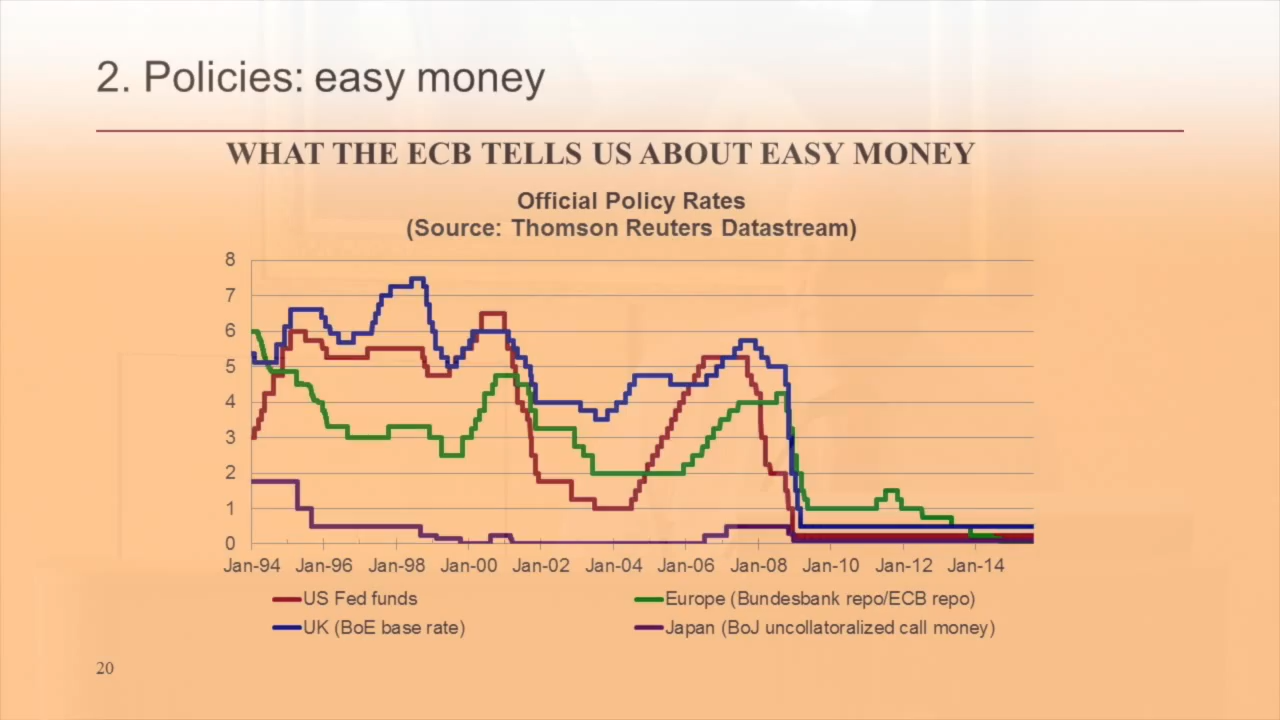 2. Policies: easy money
WHAT THE ECB TELLS US ABOUT EASY MONEY
Official Policy Rates
(Source: Thomson Reuters Datastream)
8
7
6
5
4
3
2
1
0
Jan-94 Jan-96 Jan-98 Jan-00 Jan-02 Jan-04 Jan-06 Jan-08 Jan-10 Jan-12 Jan-14
US Fed funds Europe (Bundesbank repo/ECB repo)
UK (BoE base rate) Japan (BoJ uncollatoralized call money)
20